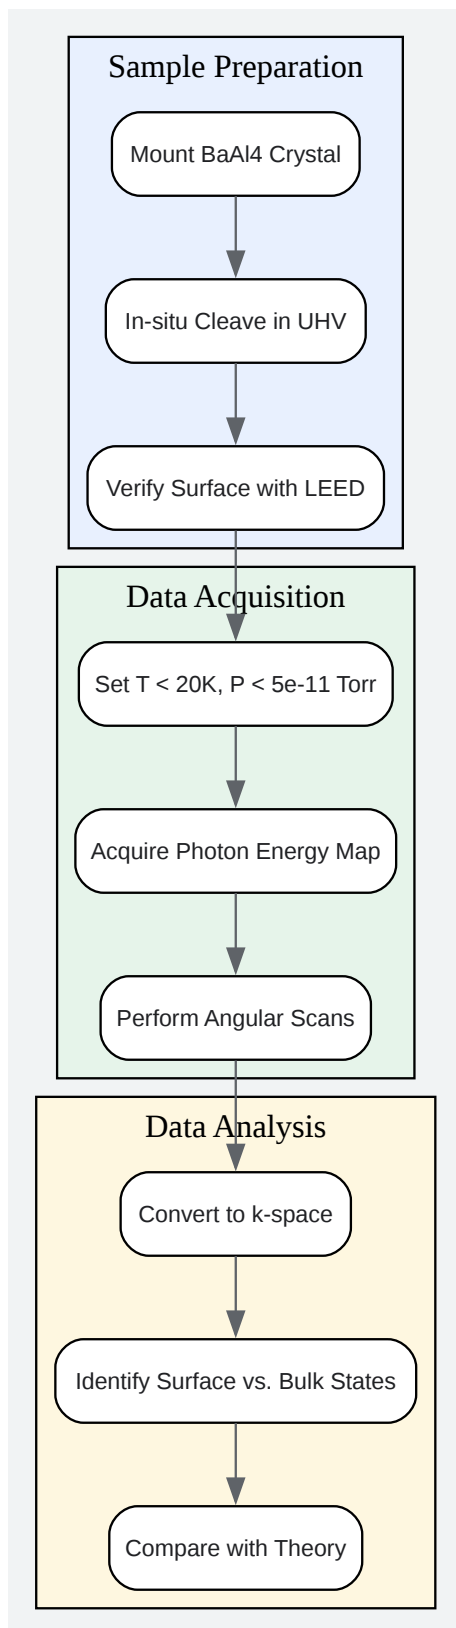 Sample Preparation
Mount BaAl4 Crystal
In-situ Cleave in UHV
Verify Surface with LEED
Data Acquisition
Set T < 20K, P < 5e-11 Torr
Acquire Photon Energy Map
Perform Angular Scans
Data Analysis
Convert to k-space
Identify Surface vs. Bulk States
Compare with Theory